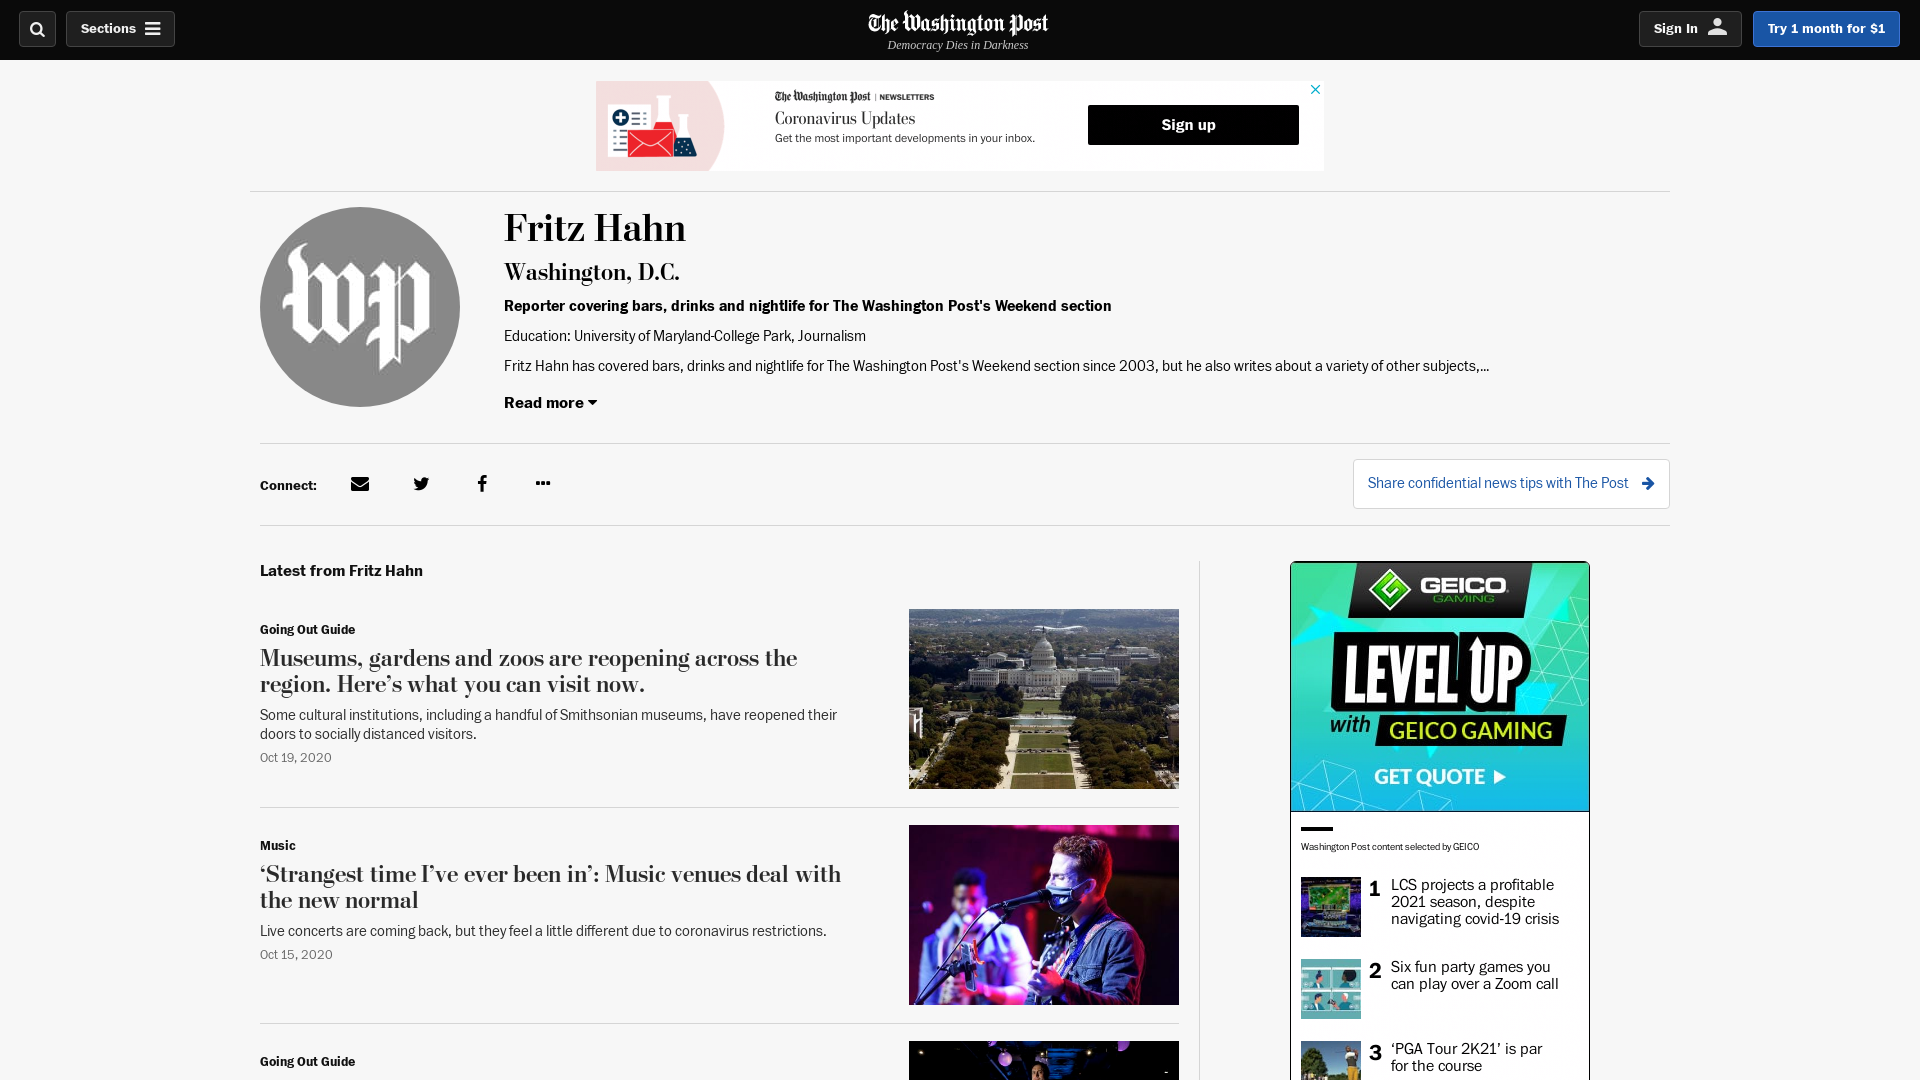 Sections
The Washington Post
Democracy Dies in Darkness
Sign In
Try 1 month for $1
The Washington Post | NEWSLETTERS
Coronavirus Updates
Get the most important developments in your inbox.
Sign up
wp
Fritz Hahn
Washington, D.C.
Reporter covering bars, drinks and nightlife for The Washington Post's Weekend section
Education: University of Maryland-College Park, Journalism
Fritz Hahn has covered bars, drinks and nightlife for The Washington Post's Weekend section since 2003, but he also writes about a variety of other subjects,...
Read more
Connect:
Share confidential news tips with The Post
Latest from Fritz Hahn
Going Out Guide
Museums, gardens and zoos are reopening across the
region. Here’s what you can visit now.
Some cultural institutions, including a handful of Smithsonian museums, have reopened their
doors to socially distanced visitors.
Oct 19, 2020
Music
‘Strangest time I’ve ever been in’: Music venues deal with
the new normal
Live concerts are coming back, but they feel a little different due to coronavirus restrictions.
Oct 15, 2020
Going Out Guide
GEICO
GAMING
LEVEL UP
with GEICO GAMING
GET QUOTE
Washington Post content selected by GEICO
1 LCS projects a profitable
2021 season, despite
navigating covid-19 crisis
2 Six fun party games you
can play over a Zoom call
3 ‘PGA Tour 2K21’ is par
for the course